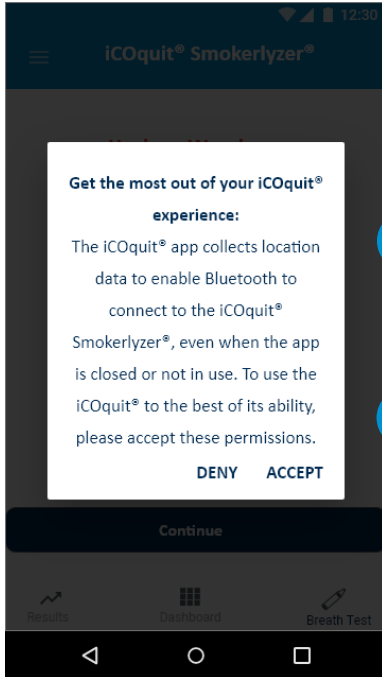 12:30
iCOquit® Smokerlyzer®
Get the most out of your iCOquit®
experience:
The iCOquit® app collects location
data to enable Bluetooth to
connect to the iCOquit®
Smokerlyzer®, even when the app
is closed or not in use. To use the
iCOquit® to the best of its ability,
please accept these permissions.
DENY ACCEPT
Continue
Results Dashboard Breath Test